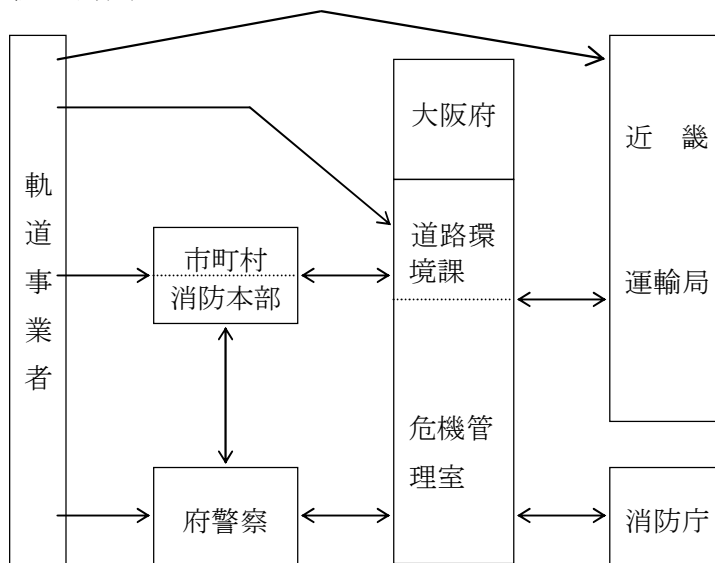 軌道事業者
市町村
消防本部
府警察
大阪府
道路環
境課
危機管
理室
近 畿
運輸局
消防庁